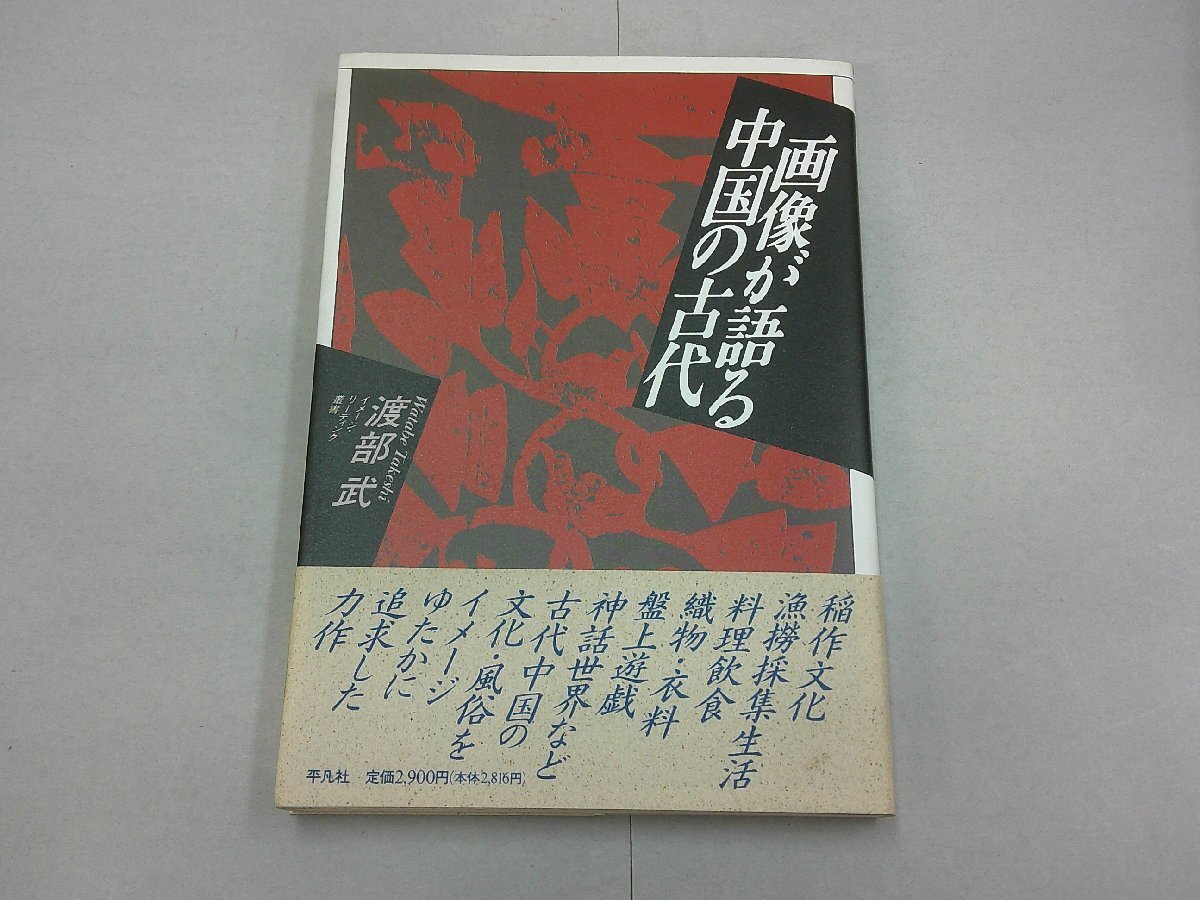 画像が語る
中国の古代
Watabe Takeshi
渡部 武
イメージ
リーディング
叢書
稲作文化
漁撈採集生活
料理飲食
織物・衣料
盤上遊戯
神話世界など
古代中国の
文化・風俗を
イメージ
ゆたかに
追求した
力作
平凡社 定価2,900円(本体2,816円)